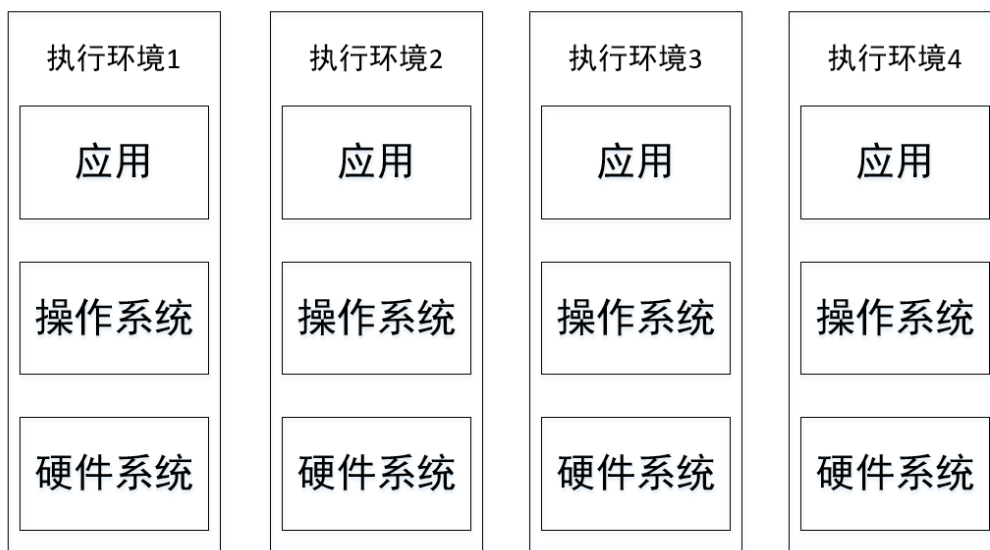 执行环境1 执行环境2 执行环境3 执行环境4
应用 应用 应用 应用
操作系统 操作系统 操作系统 操作系统
硬件系统 硬件系统 硬件系统 硬件系统